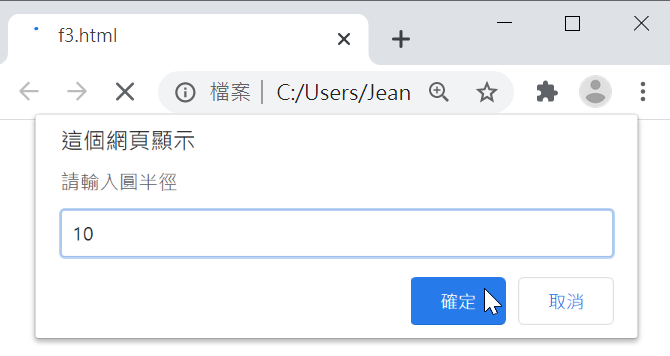 f3.html
檔案 C:/Users/Jean
這個網頁顯示
請輸入圓半徑
10
確定 取消